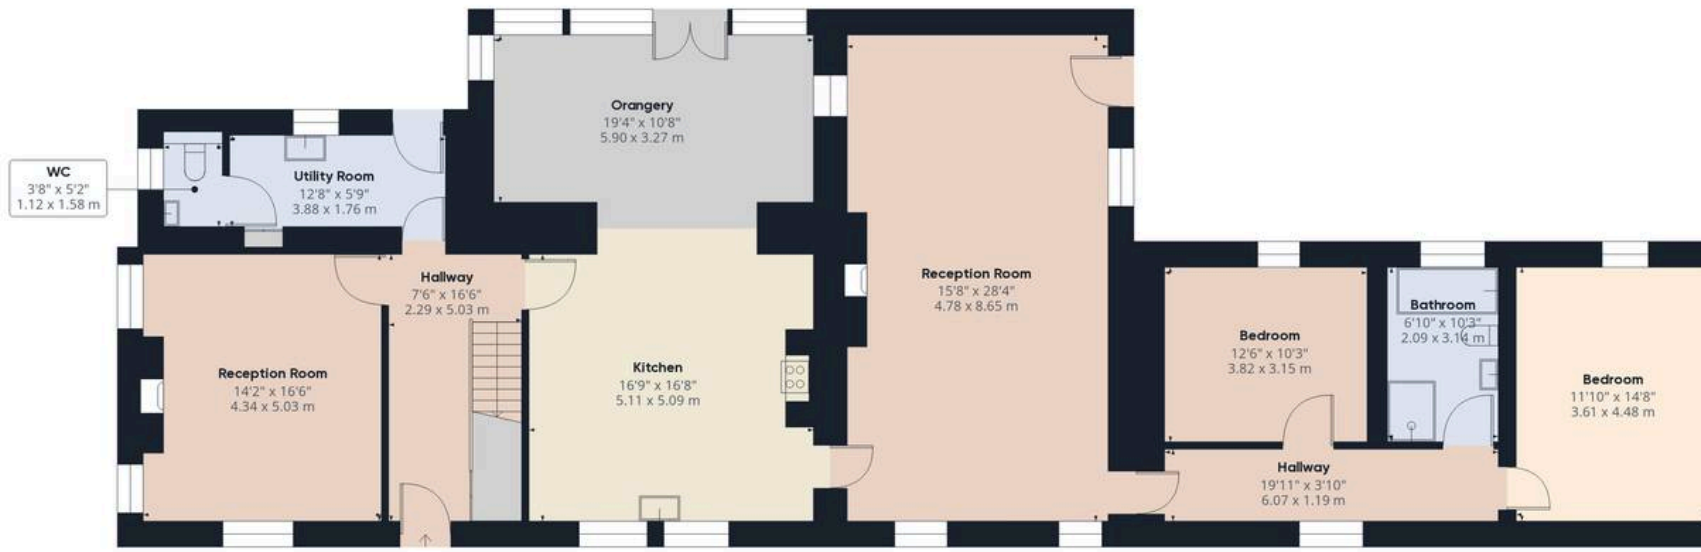 Orangery
19'4" x 10'8"
5.90 x 3.27 m
WC
3'8" x 5'2"
1.12 x 1.58 m
Utility Room
12'8" x 5'9"
3.88 x 1.76 m
Hallway
7'6" x 16'6"
2.29 x 5.03 m
Reception Room
15'8" x 28'4"
4.78 x 8.65 m
Reception Room
14'2" x 16'6"
4.34 x 5.03 m
Kitchen
16'9" x 16'8"
5.11 x 5.09 m
Bedroom
12'6" x 10'3"
3.82 x 3.15 m
Bathroom
6'10" x 10'3"
2.09 x 3.14 m
Bedroom
11'10" x 14'8"
3.61 x 4.48 m
Hallway
19'11" x 3'10"
6.07 x 1.19 m